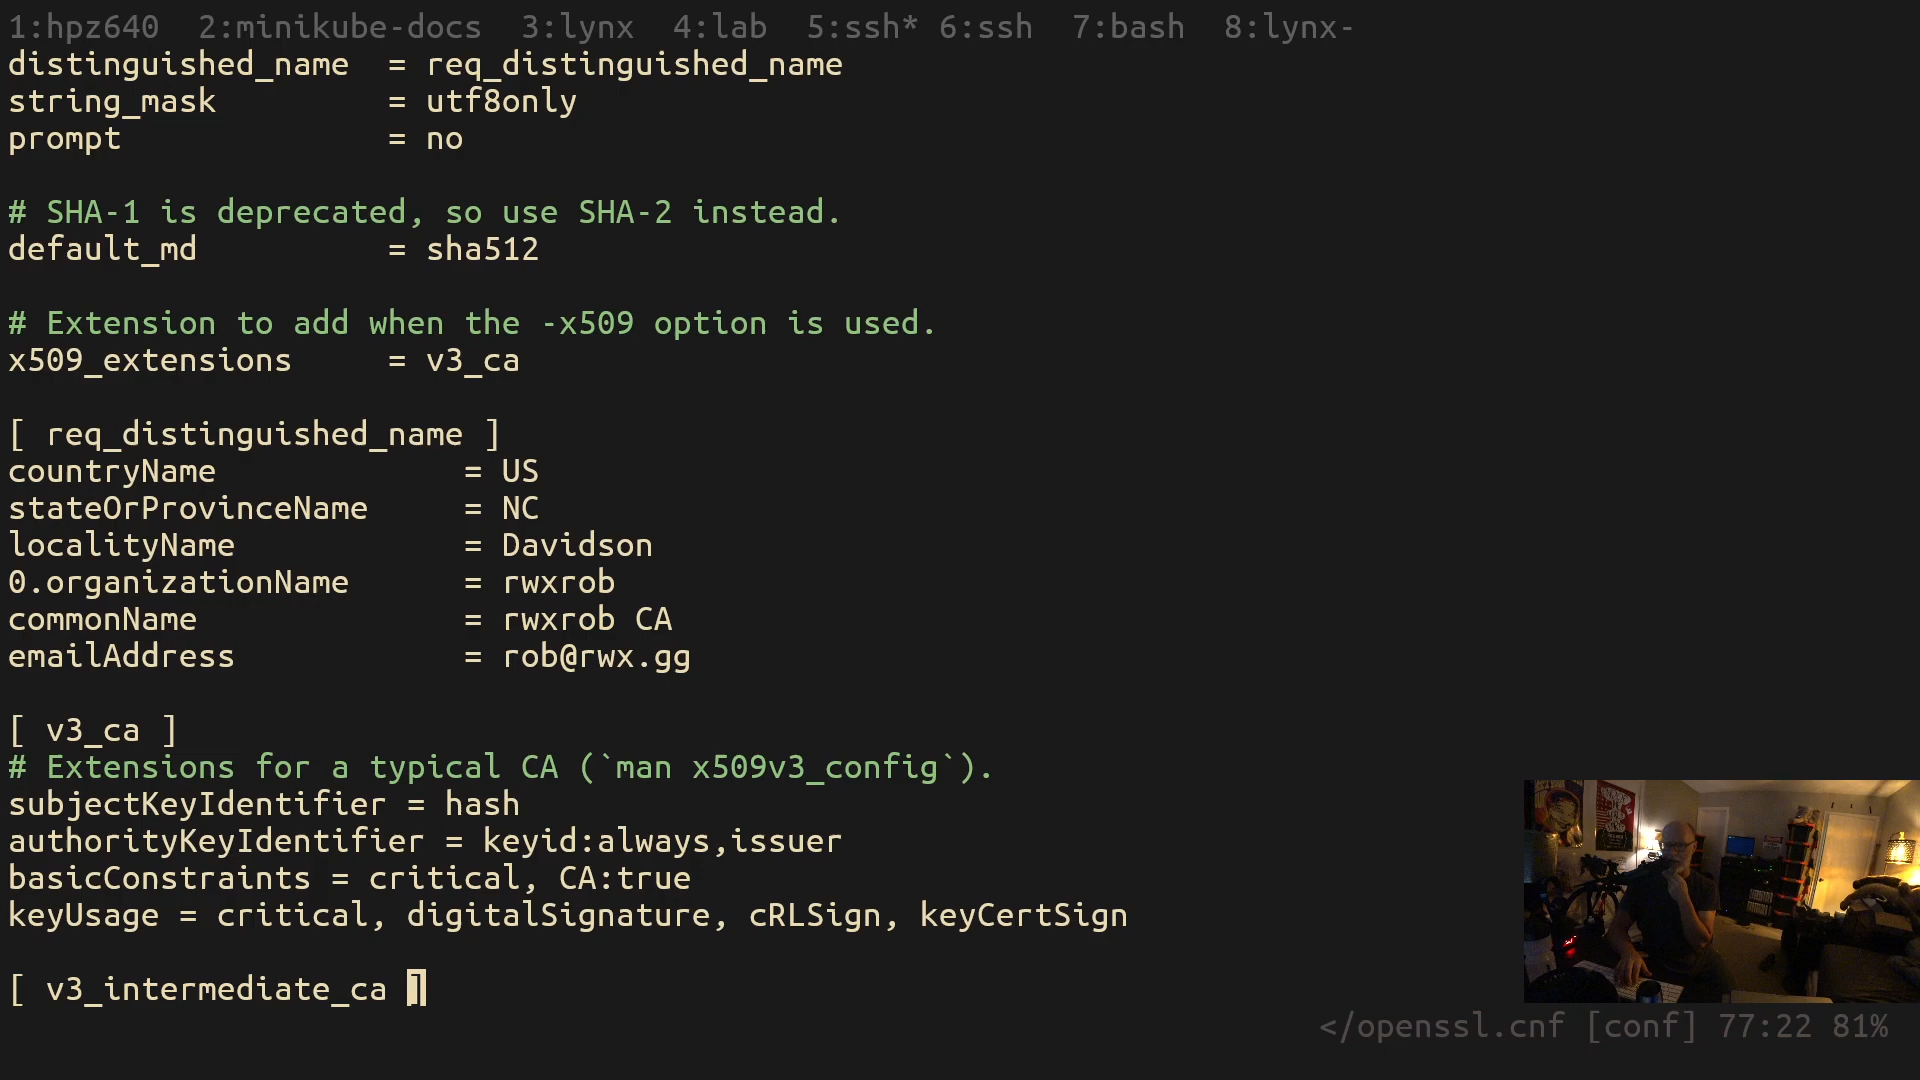 1:hpz640  2:minikube-docs  3:lynx  4:lab  5:ssh* 6:ssh  7:bash  8:lynx-
distinguished_name  = req_distinguished_name
string_mask         = utf8only
prompt              = no
# SHA-1 is deprecated, so use SHA-2 instead.
default_md          = sha512
# Extension to add when the -x509 option is used.
x509_extensions     = v3_ca
[ req_distinguished_name ]
countryName             = US
stateOrProvinceName     = NC
localityName            = Davidson
0.organizationName      = rwxrob
commonName              = rwxrob CA
emailAddress            = rob@rwx.gg
[ v3_ca ]
# Extensions for a typical CA (`man x509v3_config`).
subjectKeyIdentifier = hash
authorityKeyIdentifier = keyid:always,issuer
basicConstraints = critical, CA:true
keyUsage = critical, digitalSignature, cRLSign, keyCertSign
[ v3_intermediate_ca ]
</openssl.cnf [conf] 77:22 81%